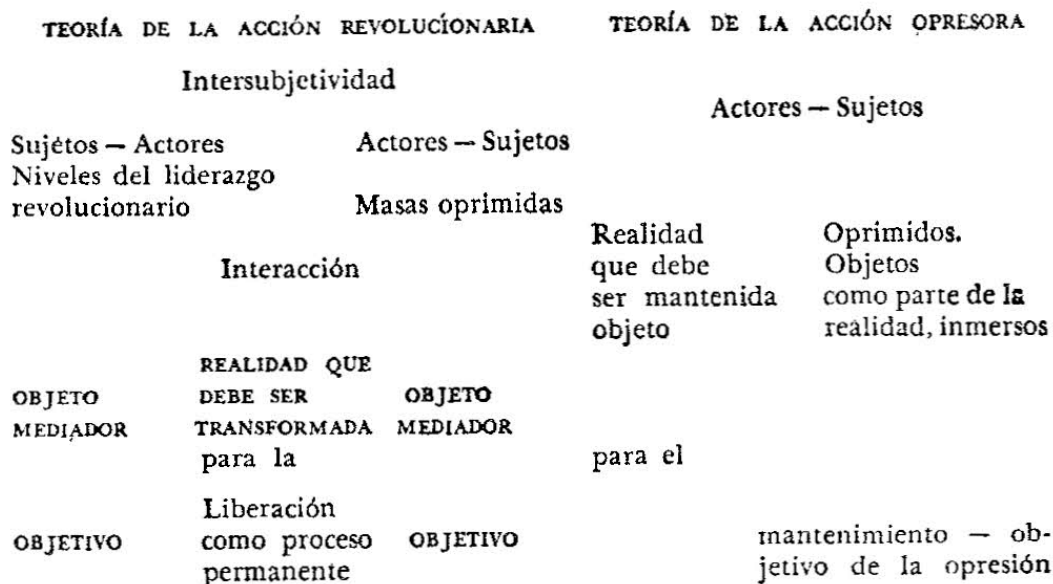 TEORÍA DE LA ACCIÓN REVOLUCÍONARIA
Intersubjetividad
Sujétos — Actores Actores — Sujetos
Niveles del liderazgo
revolucionario Masas oprimidas
Interacción
REALIDAD QUE
OBJETO DEBE SER OBJETO
MEDIADOR TRANSFORMADA MEDIADOR
para la
Liberación
OBJETIVO como proceso OBJETIVO
permanente
TEORÍA DE LA ACCIÓN OPRESORA
Actores — Sujetos
Realidad Oprimidos.
que debe Objetos
ser mantenida como parte de la
objeto realidad, inmersos
para el
mantenimiento — ob-
jetivo de la opresión